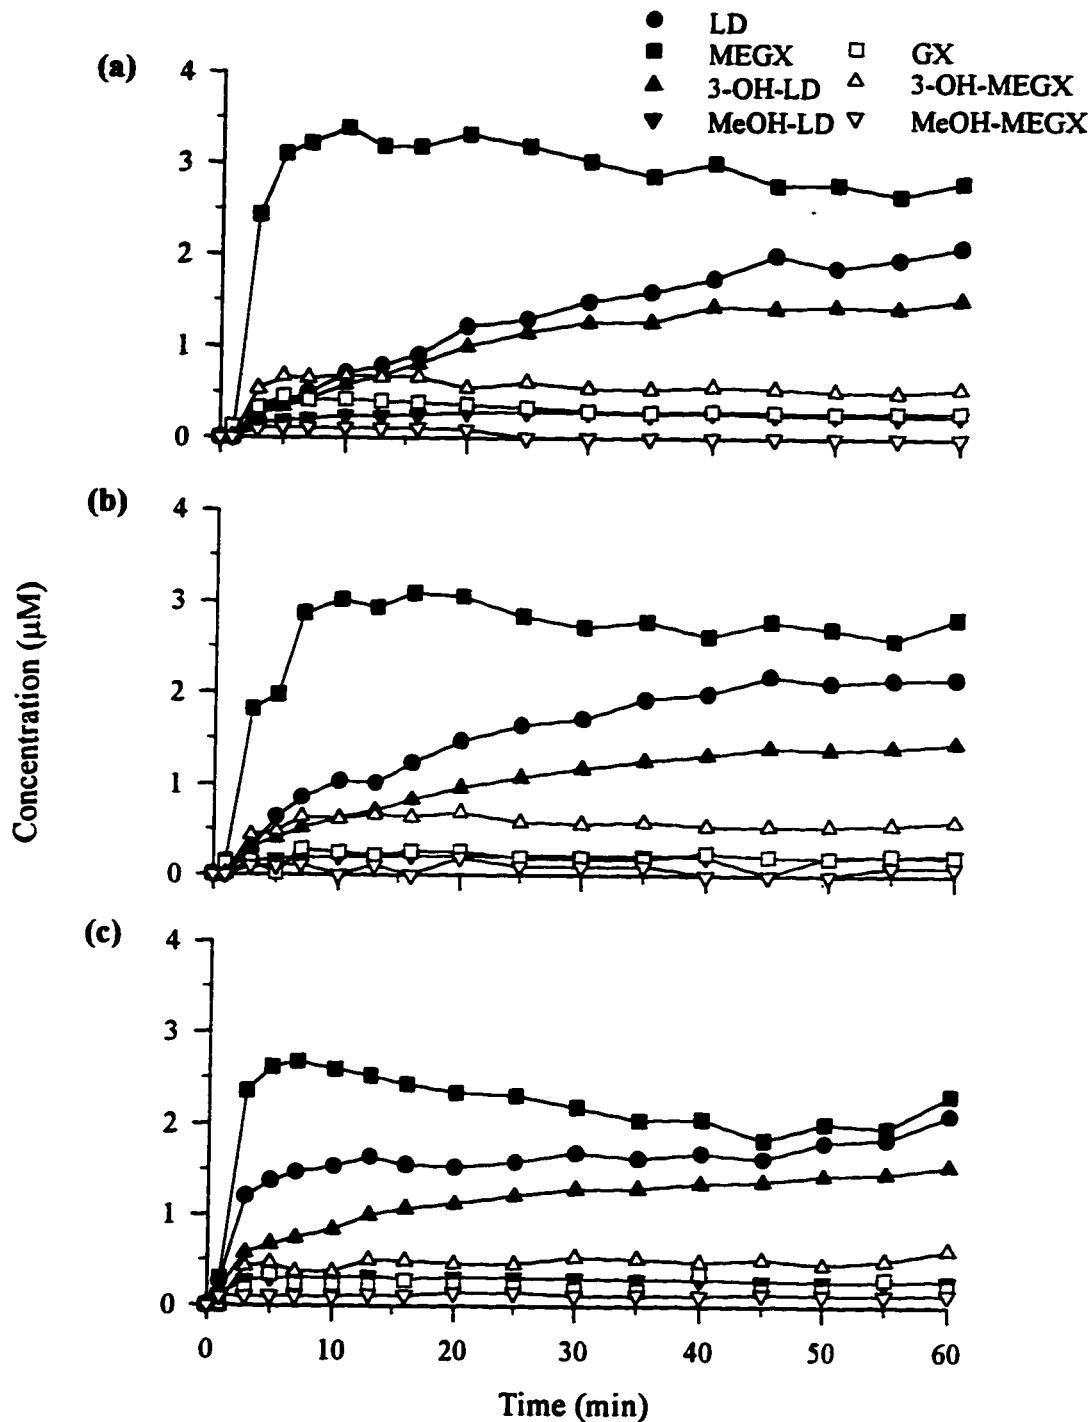 LD
MEGX GX
3-OH-LD 3-OH-MEGX
MeOH-LD MeOH-MEGX
(a)
4
3
2
1
0
(b)
4
3
2
1
0
Concentration (µM)
(c)
4
3
2
1
0
0 10 20 30 40 50 60
Time (min)